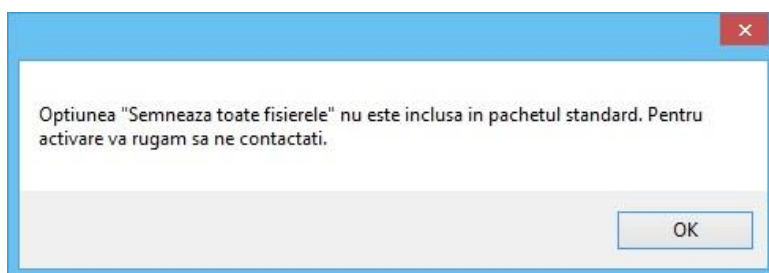 Optiunea "Semneaza toate fisierele" nu este inclusa in pachetul standard. Pentru
activare va rugam sa ne contactati.
OK